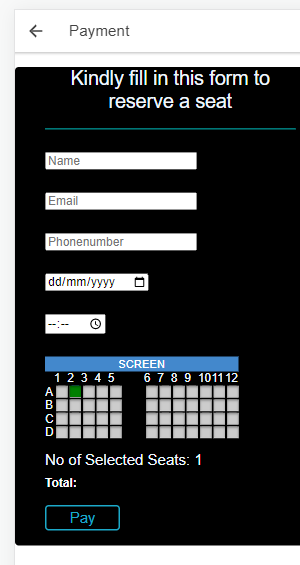 Payment
Kindly fill in this form to
reserve a seat
Name
Email
Phonenumber
dd/mm/yyyy
--:--
SCREEN
1 2 3 4 5 6 7 8 9 10 11 12
A
B
C
D
No of Selected Seats: 1
Total:
Pay